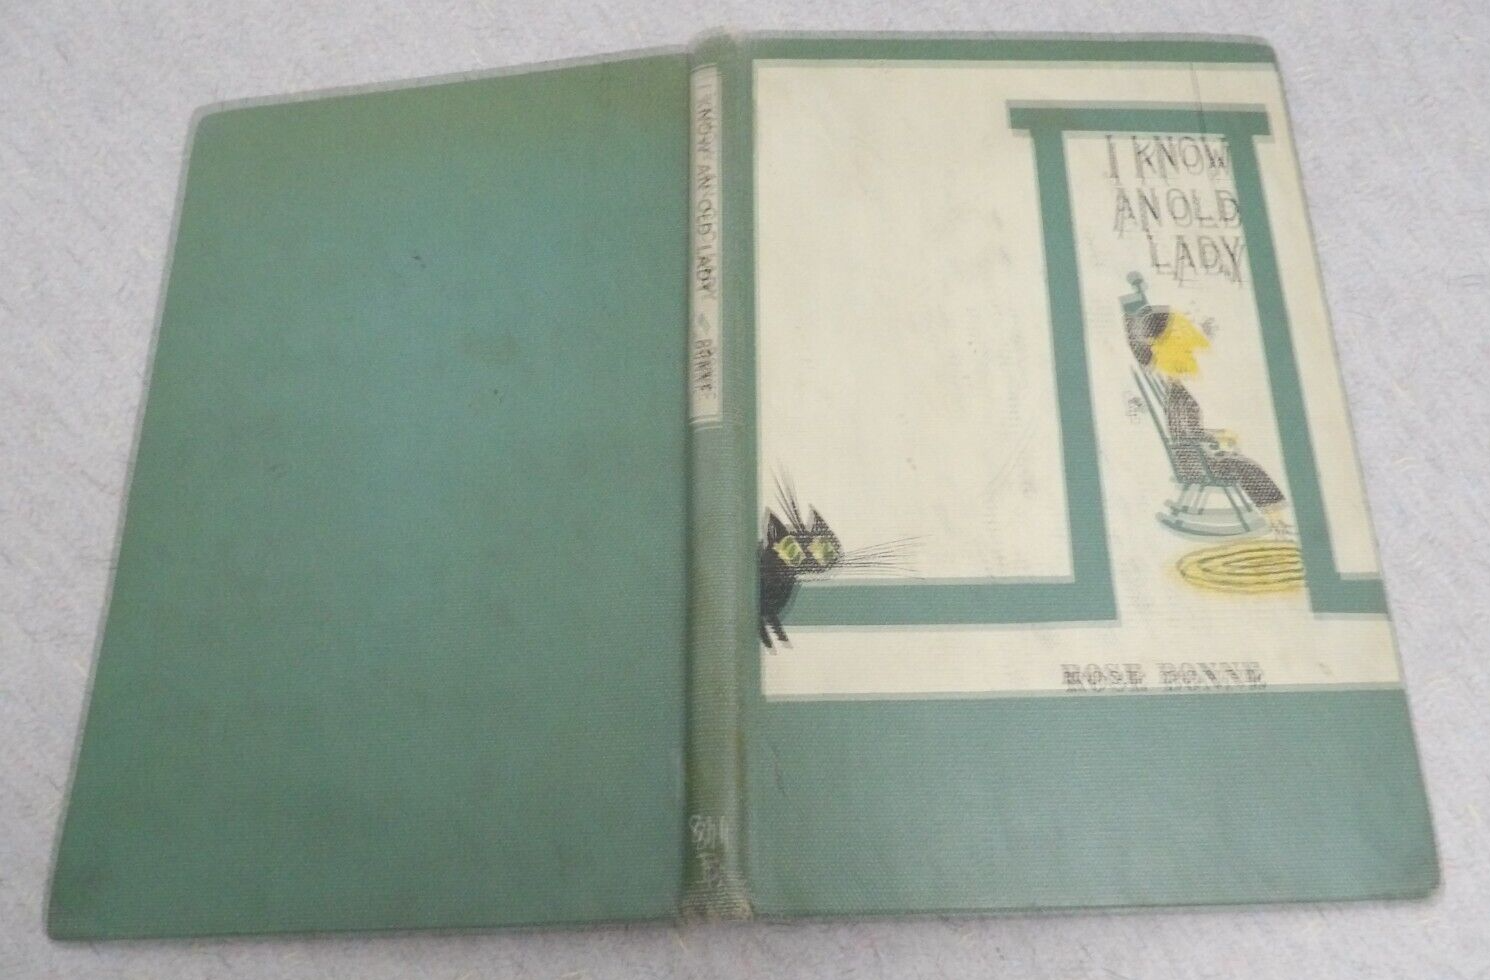 I KNOW AN OLD LADY BONNE
I KNOW
AN OLD
LADY
ROSE BONNE